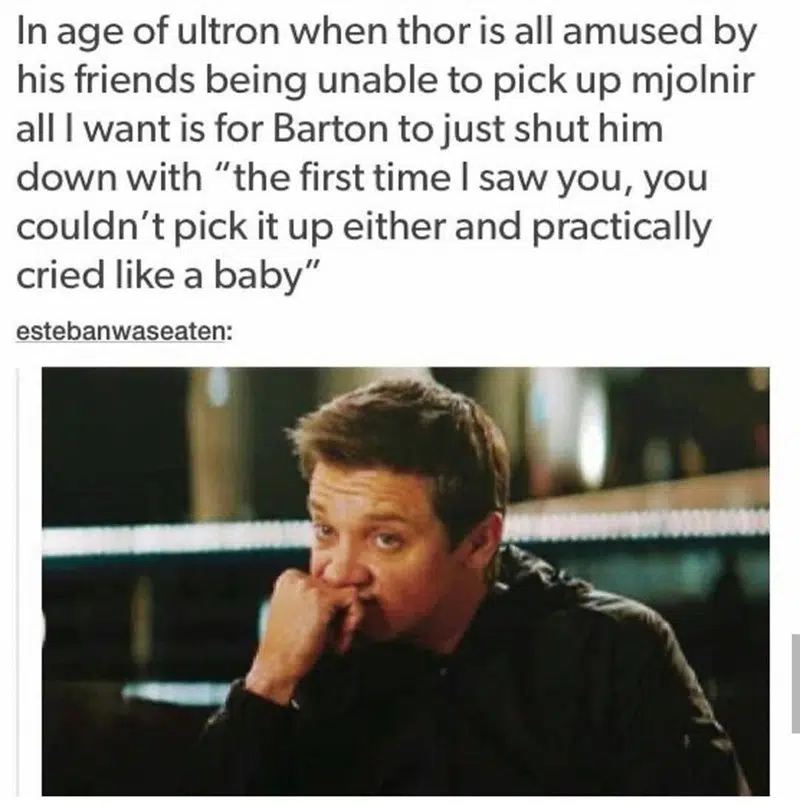 In age of ultron when thor is all amused by
his friends being unable to pick up mjolnir
all I want is for Barton to just shut him
down with "the first time I saw you, you
couldn't pick it up either and practically
cried like a baby"
estebanwaseaten: